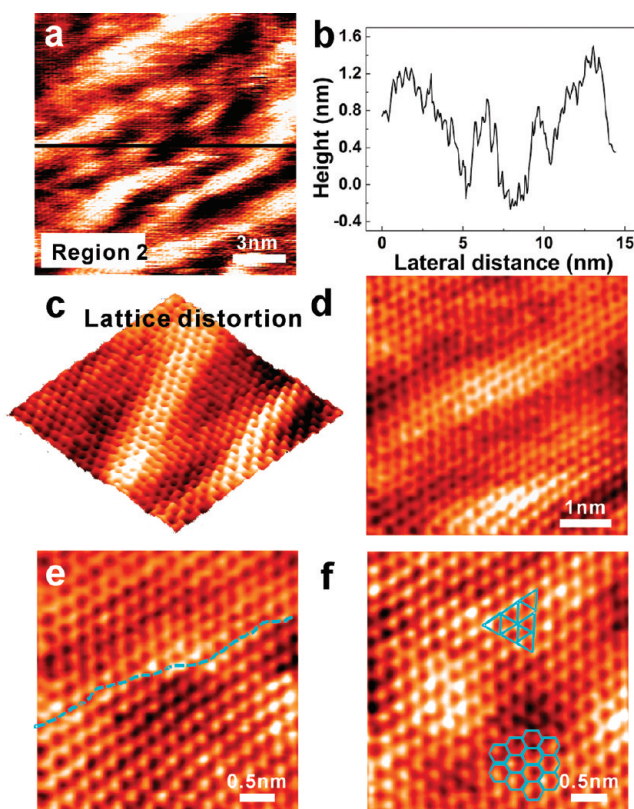 a
Region 2
3nm
b
Height (nm)
1.6
1.2
0.8
0.4
0.0
-0.4
0
5
10
15
Lateral distance (nm)
c
Lattice distortion
d
1nm
e
0.5nm
f
0.5nm